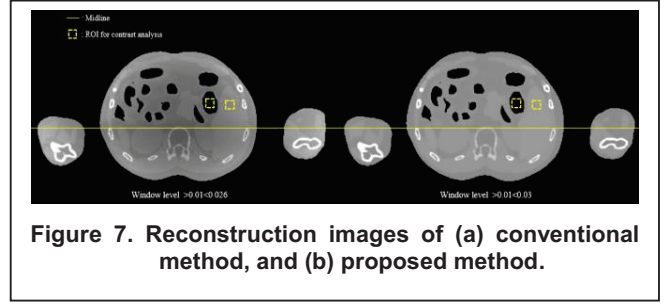 : Midline
: ROI for contrast analysis
Window level >0.01<0.026
Window level >0.01<0.03
Figure 7. Reconstruction images of (a) conventional
method, and (b) proposed method.